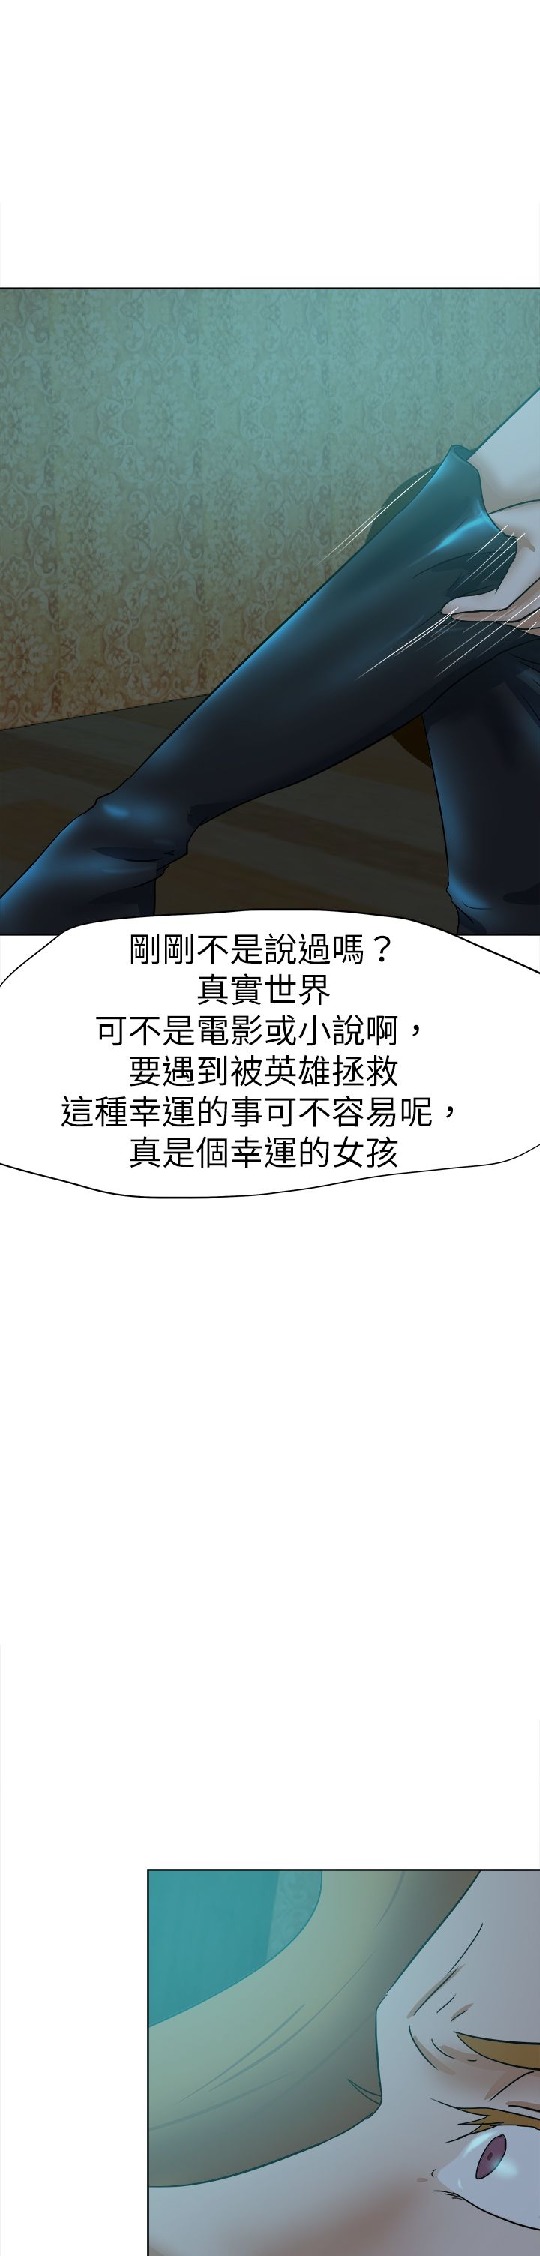 剛剛不是說過嗎？
真實世界
可不是電影或小說啊，
要遇到被英雄拯救
這種幸運的事可不容易呢，
真是個幸運的女孩